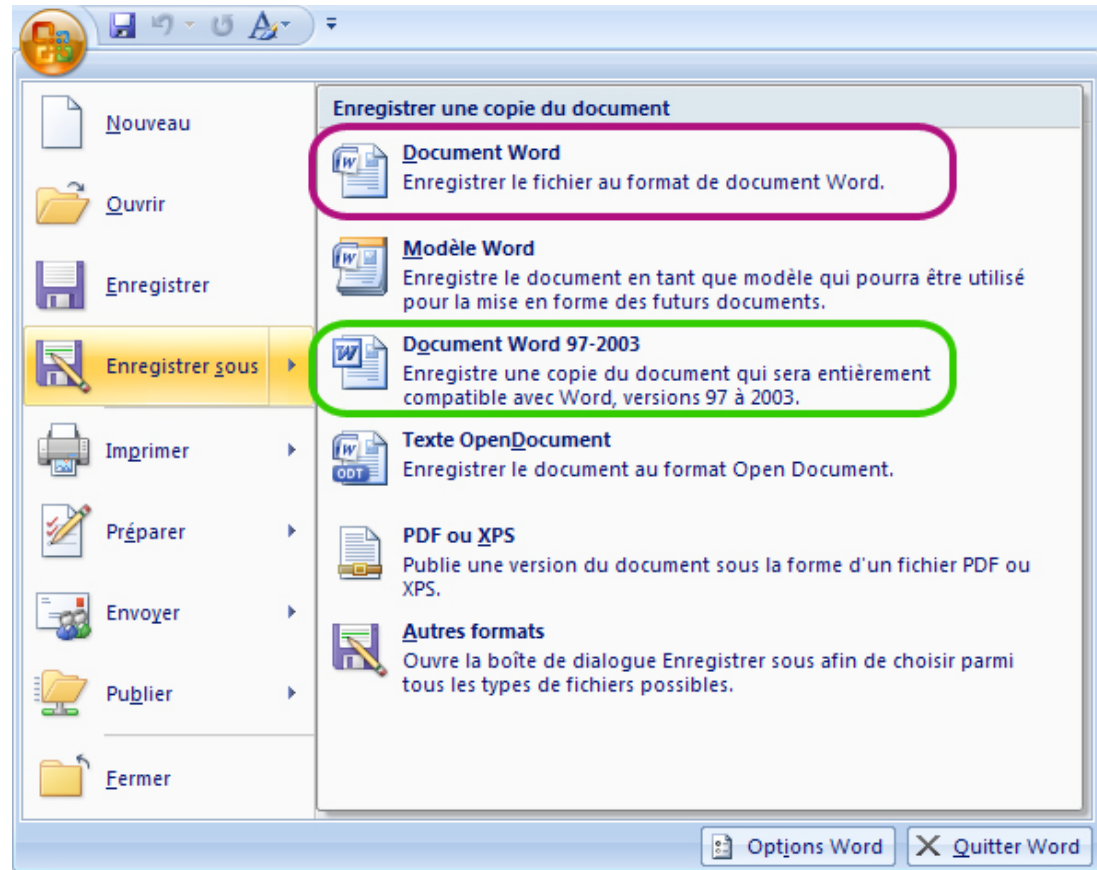 Nouveau
Ouvrir
Enregistrer
Enregistrer sous
Imprimer
Préparer
Envoyer
Publier
Fermer
Enregistrer une copie du document
Document Word
Enregistrer le fichier au format de document Word.
Modèle Word
Enregistre le document en tant que modèle qui pourra être utilisé
pour la mise en forme des futurs documents.
Document Word 97-2003
Enregistre une copie du document qui sera entièrement
compatible avec Word, versions 97 à 2003.
Texte OpenDocument
Enregistrer le document au format Open Document.
ODT
PDF ou XPS
Publie une version du document sous la forme d'un fichier PDF ou
XPS.
Autres formats
Ouvre la boîte de dialogue Enregistrer sous afin de choisir parmi
tous les types de fichiers possibles.
Options Word
Quitter Word